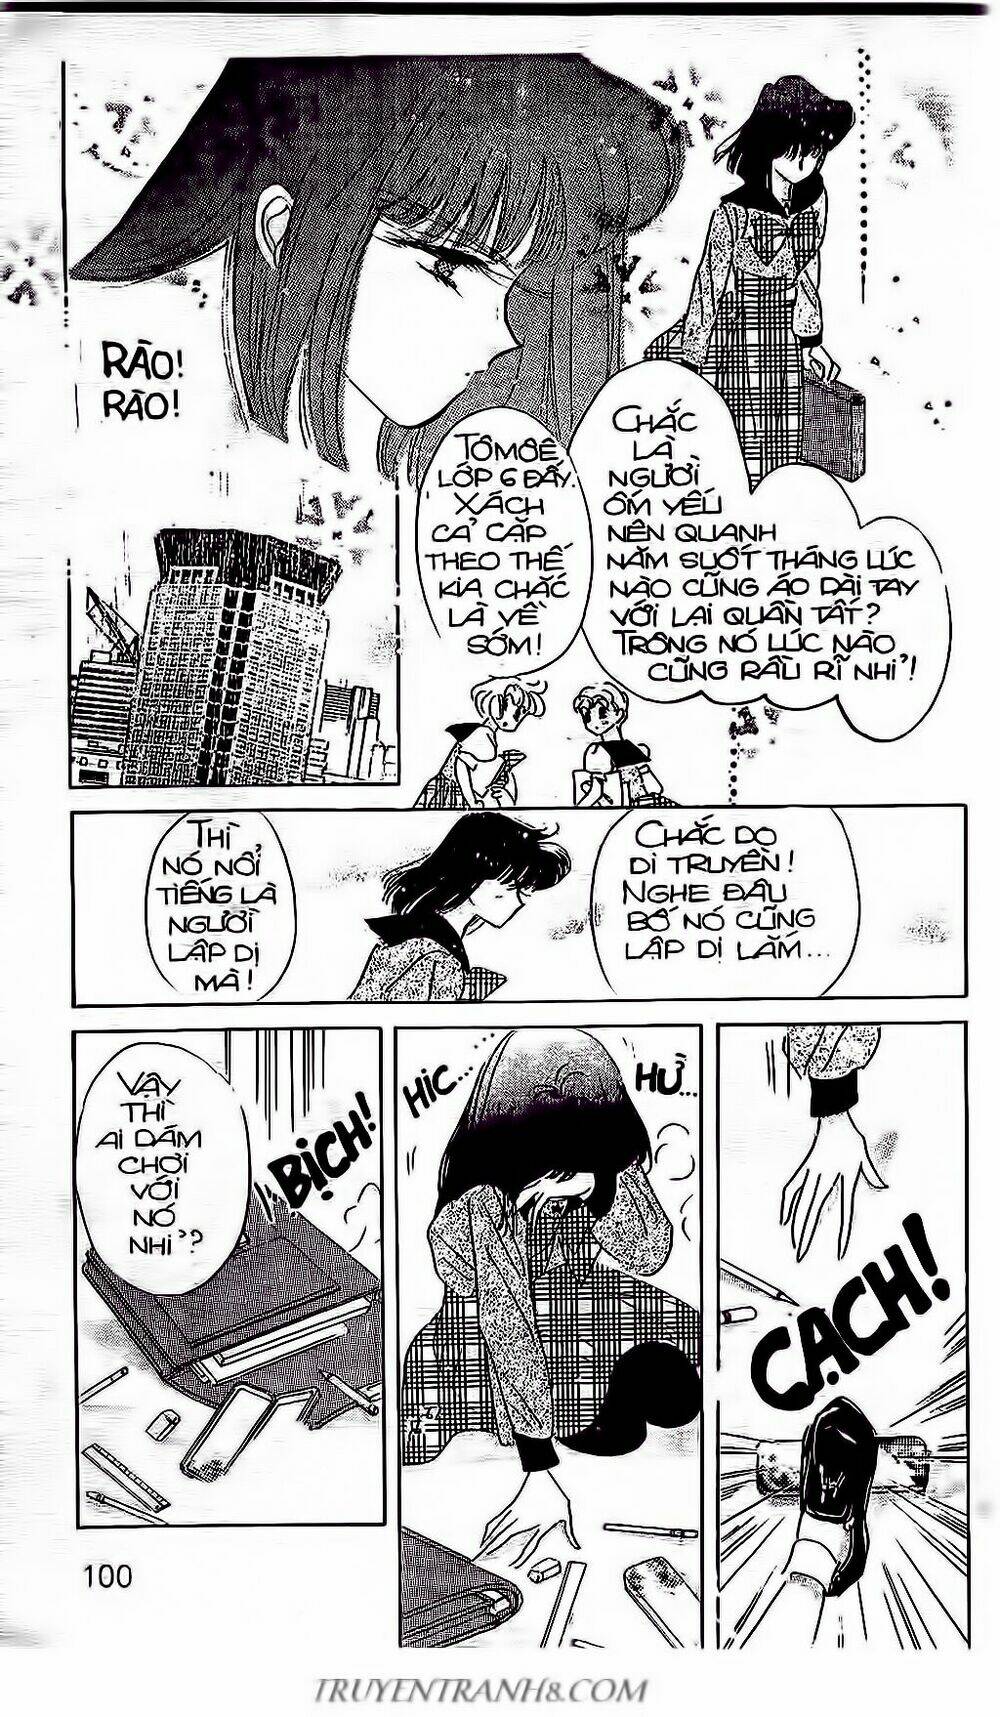 RÀO!
RÀO!
TÔMÔÊ
LỚP 6 ĐẤY.
XÁCH
CẢ CẶP
THEO THẾ
KIA CHẮC
LÀ VỀ
SỚM!
CHẮC
LÀ
NGƯỜI
ỐM YẾU
NÊN QUANH
NĂM SUỐT THÁNG LÚC
NÀO CŨNG ÁO DÀI TAY
VỚI LẠI QUẦN TẤT?
TRÔNG NÓ LÚC NÀO
CŨNG RẦU RĨ NHỈ!
THÌ
NÓ NỔI
TIẾNG LÀ
NGƯỜI
LẬP DỊ
MÀ!
CHẮC DO
DI TRUYỀN!
NGHE ĐÂU
BỐ NÓ CŨNG
LẬP DỊ LẮM...
VẬY
THÌ
AI DÁM
CHƠI
VỚI
NÓ
NHỈ?
BỊCH!
HIC...
HỪ...
CẠCH!
100
TRUYENTRANH8.COM